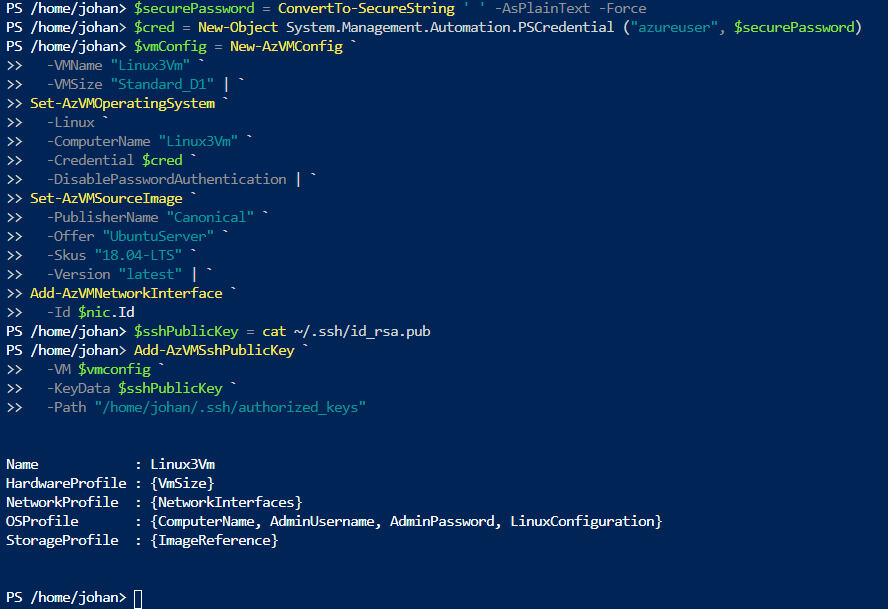 PS /home/johan> $securePassword = ConvertTo-SecureString ' ' -AsPlainText -Force
PS /home/johan> $cred = New-Object System.Management.Automation.PSCredential ("azureuser", $securePassword)
PS /home/johan> $vmConfig = New-AzVMConfig `
>>   -VMName "Linux3Vm" `
>>   -VMSize "Standard_D1" | `
>> Set-AzVMOperatingSystem `
>>   -Linux `
>>   -ComputerName "Linux3Vm" `
>>   -Credential $cred `
>>   -DisablePasswordAuthentication | `
>> Set-AzVMSourceImage `
>>   -PublisherName "Canonical" `
>>   -Offer "UbuntuServer" `
>>   -Skus "18.04-LTS" `
>>   -Version "latest" | `
>> Add-AzVMNetworkInterface `
>>   -Id $nic.Id
PS /home/johan> $sshPublicKey = cat ~/.ssh/id_rsa.pub
PS /home/johan> Add-AzVMSshPublicKey `
>>   -VM $vmconfig `
>>   -KeyData $sshPublicKey `
>>   -Path "/home/johan/.ssh/authorized_keys"
Name            : Linux3Vm
HardwareProfile : {VmSize}
NetworkProfile  : {NetworkInterfaces}
OSProfile       : {ComputerName, AdminUsername, AdminPassword, LinuxConfiguration}
StorageProfile  : {ImageReference}
PS /home/johan>